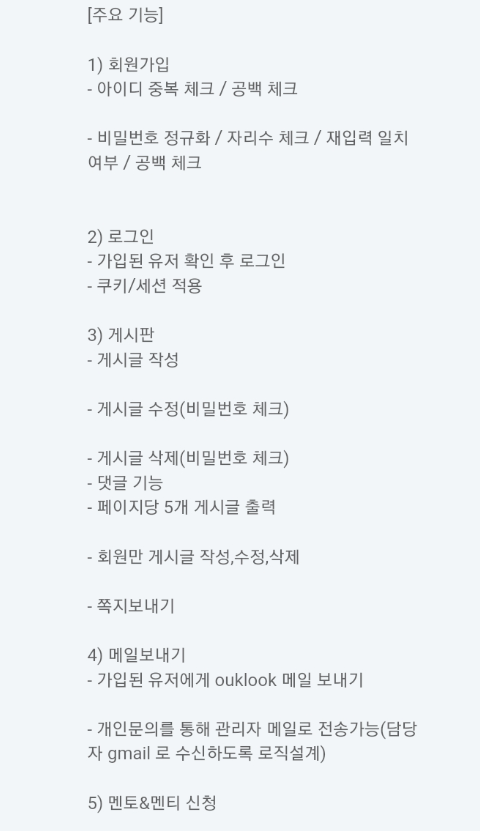 [주요 기능]
1) 회원가입
- 아이디 중복 체크 / 공백 체크
- 비밀번호 정규화 / 자리수 체크 / 재입력 일치
여부 / 공백 체크
2) 로그인
- 가입된 유저 확인 후 로그인
- 쿠키/세션 적용
3) 게시판
- 게시글 작성
- 게시글 수정(비밀번호 체크)
- 게시글 삭제(비밀번호 체크)
- 댓글 기능
- 페이지당 5개 게시글 출력
- 회원만 게시글 작성,수정,삭제
- 쪽지보내기
4) 메일보내기
- 가입된 유저에게 ouklook 메일 보내기
- 개인문의를 통해 관리자 메일로 전송가능(담당
자 gmail 로 수신하도록 로직설계)
5) 멘토&멘티 신청